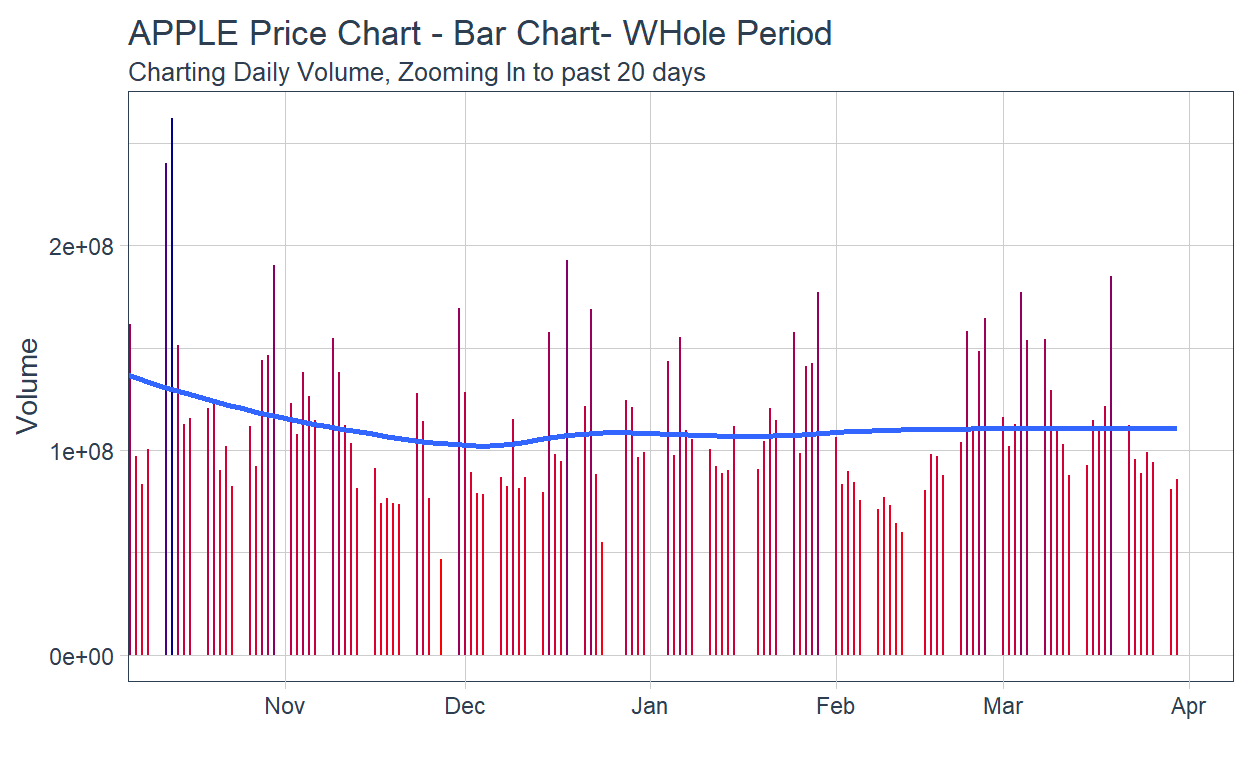 APPLE Price Chart - Bar Chart- WHole Period
Charting Daily Volume, Zooming In to past 20 days
Volume
2e+08
1e+08
0e+00
Nov Dec Jan Feb Mar Apr